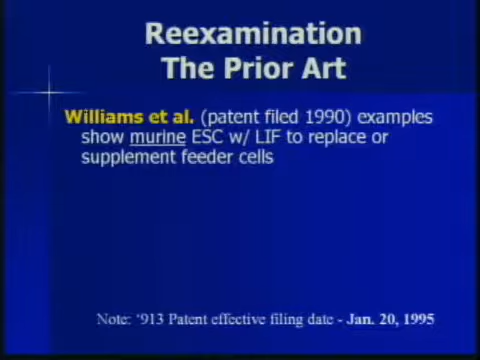 Reexamination
The Prior Art
Williams et al. (patent filed 1990) examples
show murine ESC w/ LIF to replace or
supplement feeder cells
Note: ‘913 Patent effective filing date - Jan. 20, 1995